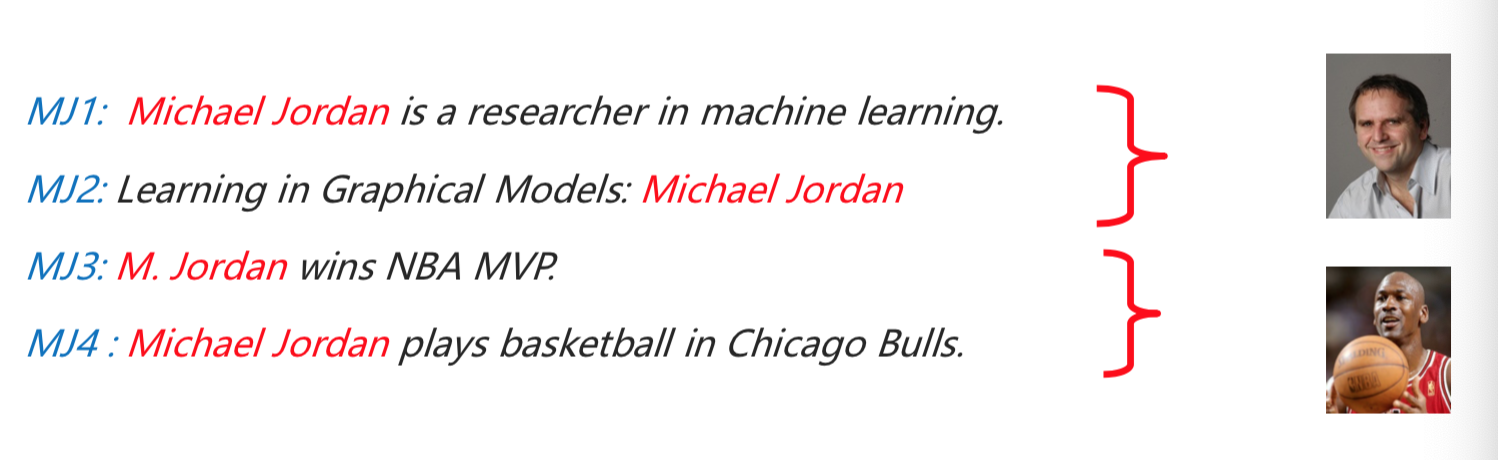 MJ1: Michael Jordan is a researcher in machine learning.
MJ2: Learning in Graphical Models: Michael Jordan
MJ3: M. Jordan wins NBA MVP.
MJ4 : Michael Jordan plays basketball in Chicago Bulls.